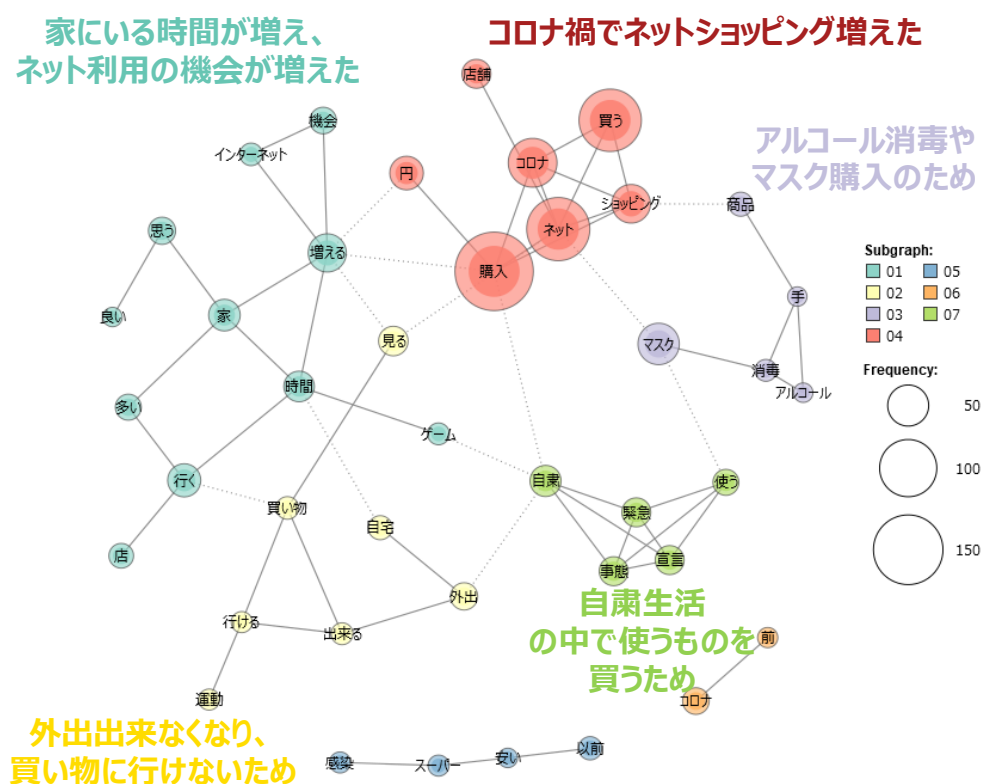 家にいる時間が増え、
ネット利用の機会が増えた
コロナ禍でネットショッピング増えた
店舗
機会
買う
アルコール消毒や
マスク購入のため
インターネット
コロナ
円
ショッピング
商品
思う
ネット
増える
購入
Subgraph:
01
05
02
06
03
07
04
手
良い
家
見る
マスク
消毒
アルコール
Frequency:
50
100
150
時間
多い
ゲーム
行く
自粛
使う
買い物
緊急
自宅
店
宣言
事態
外出
自粛生活
の中で使うものを
買うため
行ける
出来る
前
コロナ
運動
外出出来なくなり、
買い物に行けないため
感染
スーパー
安い
以前